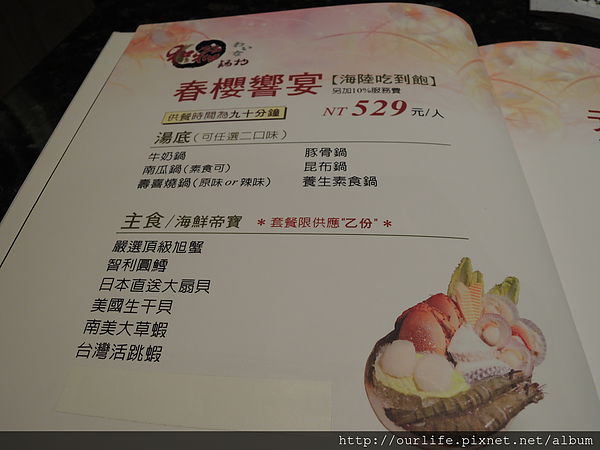 春櫻饗宴【海陸吃到飽】
另加10%服務費
供餐時間為九十分鐘
NT 529 元/人
湯底(可任選二口味)
牛奶鍋 豚骨鍋
南瓜鍋(素食可) 昆布鍋
壽喜燒鍋(原味or辣味) 養生素食鍋
主食/海鮮帝寶 *套餐限供應"乙份"*
嚴選頂級旭蟹
智利圓鱈
日本直送大扇貝
美國生干貝
南美大草蝦
台灣活跳蝦
http://ourlife.pixnet.net/album